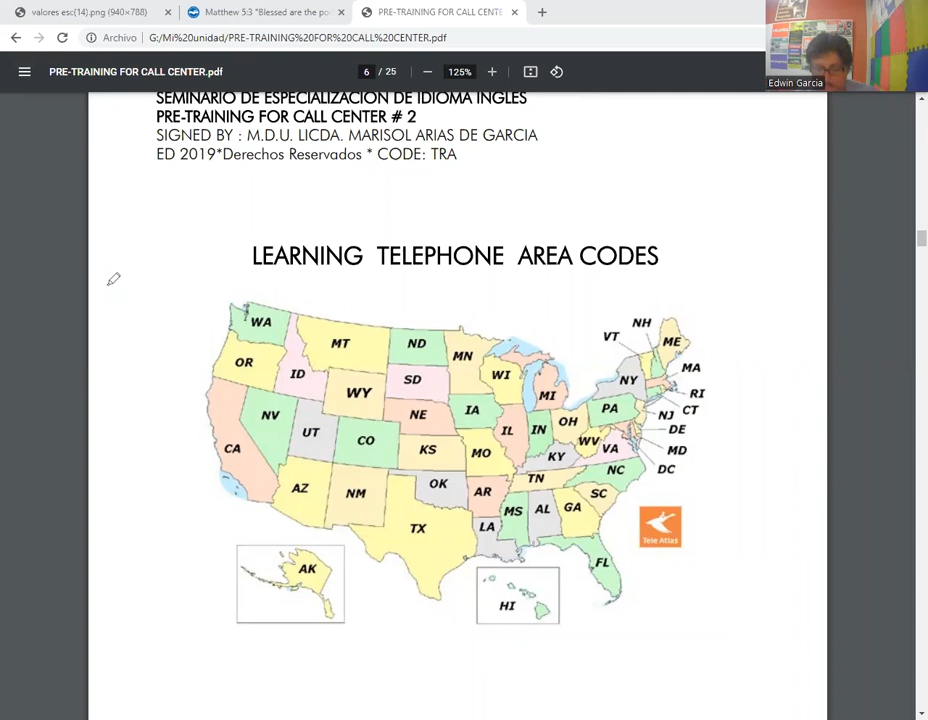 valores esc(14).png (940×788)
Matthew 5:3 "Blessed are the po
PRE-TRAINING FOR CALL CENTE
Archivo
G:/Mi%20unidad/PRE-TRAINING%20FOR%20CALL%20CENTER.pdf
PRE-TRAINING FOR CALL CENTER.pdf
6 / 25
125%
Edwin Garcia
SEMINARIO DE ESPECIALIZACION DE IDIOMA INGLES
PRE-TRAINING FOR CALL CENTER # 2
SIGNED BY : M.D.U. LICDA. MARISOL ARIAS DE GARCIA
ED 2019*Derechos Reservados * CODE: TRA
LEARNING TELEPHONE AREA CODES
WA
MT
ND
MN
VT
NH
ME
OR
ID
SD
WI
MI
NY
MA
WY
RI
NE
IA
PA
CT
NV
UT
CO
IL
IN
OH
NJ
DE
CA
KS
MO
KY
WV
VA
MD
DC
AZ
NM
OK
AR
TN
NC
SC
TX
LA
MS
AL
GA
Tele Atlas
AK
FL
HI